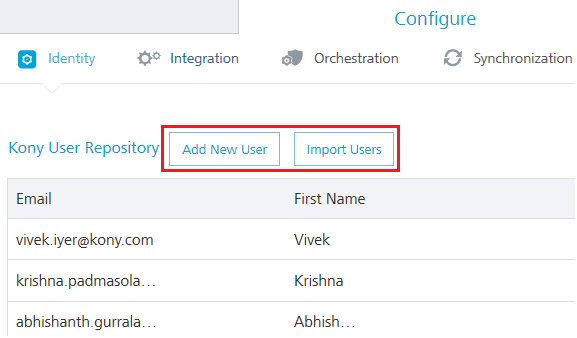 Configure
Identity Integration Orchestration Synchronization
Kony User Repository Add New User Import Users
Email First Name
vivek.iyer@kony.com Vivek
krishna.padmasola... Krishna
abhishanth.gurrala... Abhish...